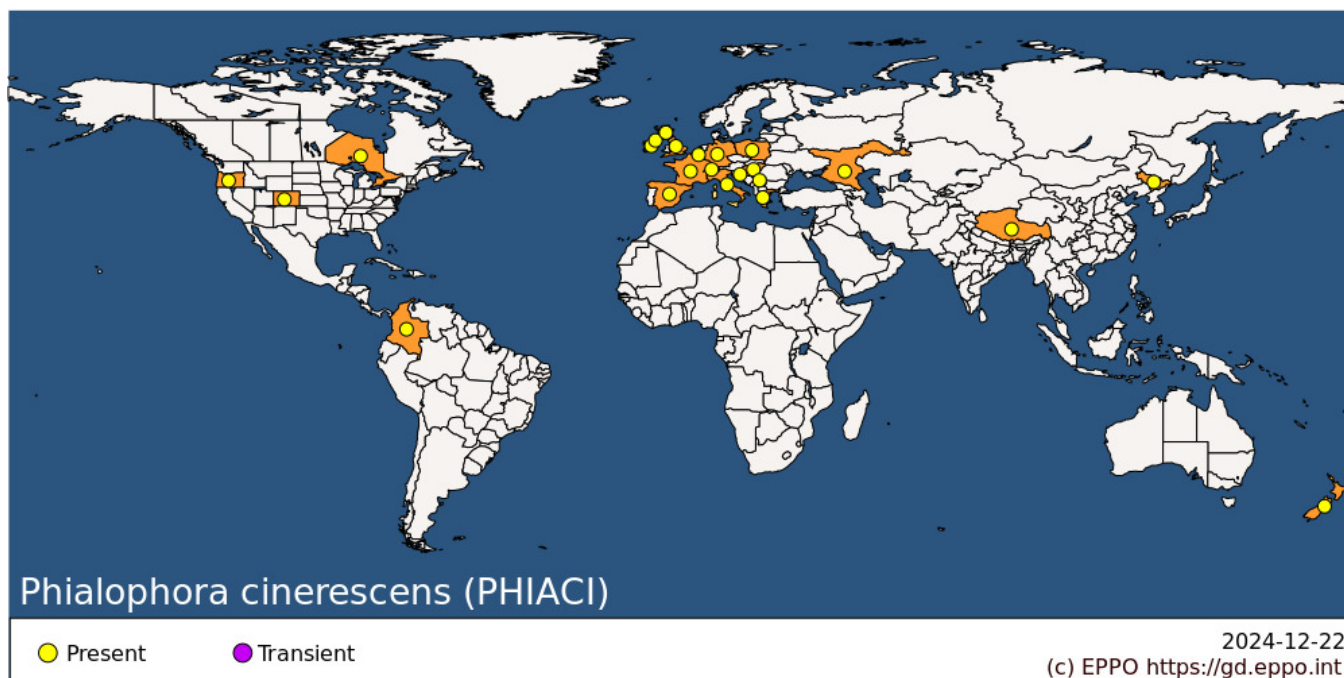 Phialophora cinerescens (PHIACI)
Present
Transient
2024-12-22
(c) EPPO https://gd.eppo.int